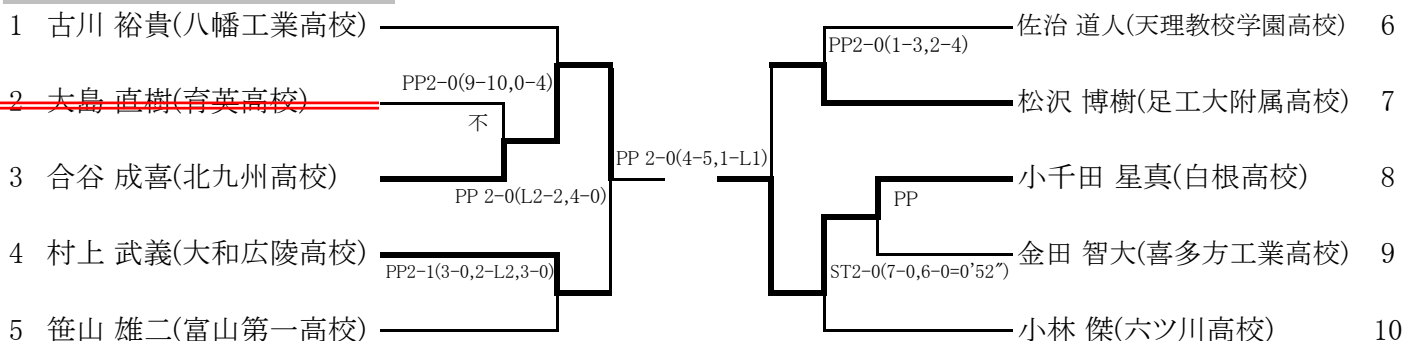 1 古川 裕貴(八幡工業高校)
2 大島 直樹(育英高校)
3 合谷 成喜(北九州高校)
4 村上 武義(大和広陵高校)
5 笹山 雄二(富山第一高校)
PP2-0(9-10,0-4)
不
PP 2-0(L2-2,4-0)
PP2-1(3-0,2-L2,3-0)
PP 2-0(4-5,1-L1)
佐治 道人(天理教校学園高校) 6
PP2-0(1-3,2-4)
松沢 博樹(足工大附属高校) 7
小千田 星真(白根高校) 8
PP
金田 智大(喜多方工業高校) 9
ST2-0(7-0,6-0=0'52")
小林 傑(六ツ川高校) 10